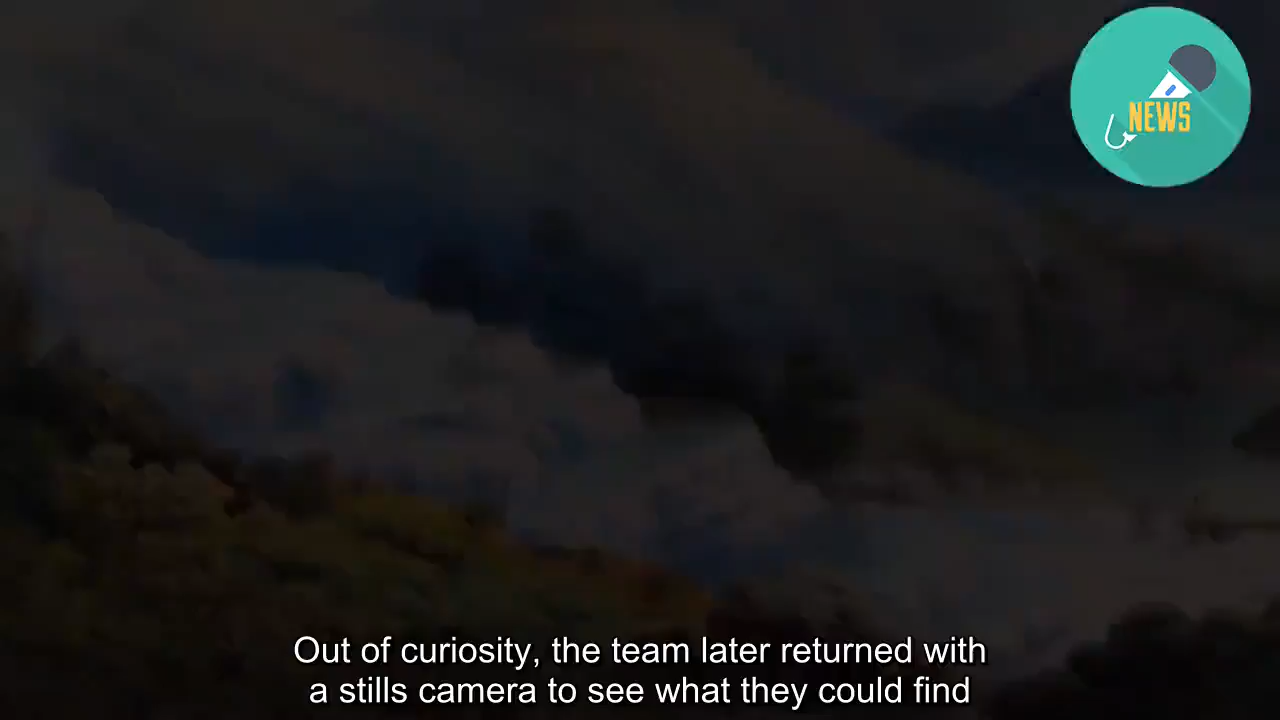 NEWS
Out of curiosity, the team later returned with
a stills camera to see what they could find